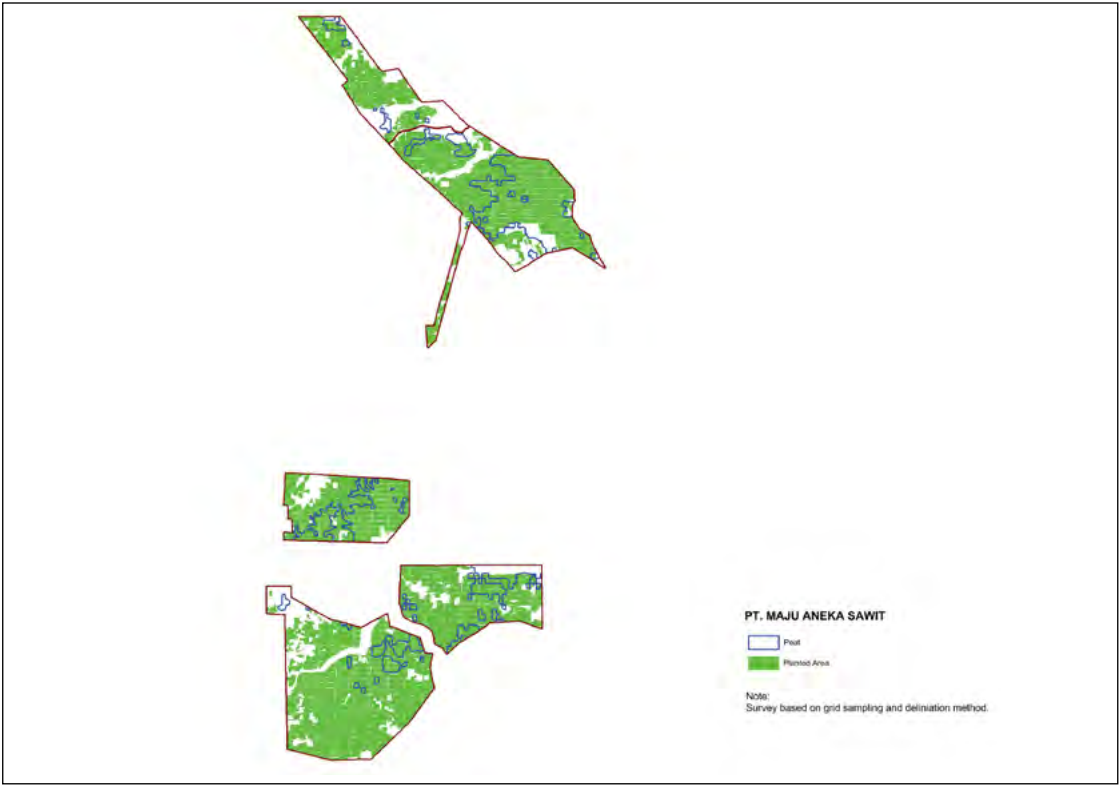 PT. MAJU ANEKA SAWIT
Peat
Planted Area
Note:
Survey based on grid sampling and deliniation method.